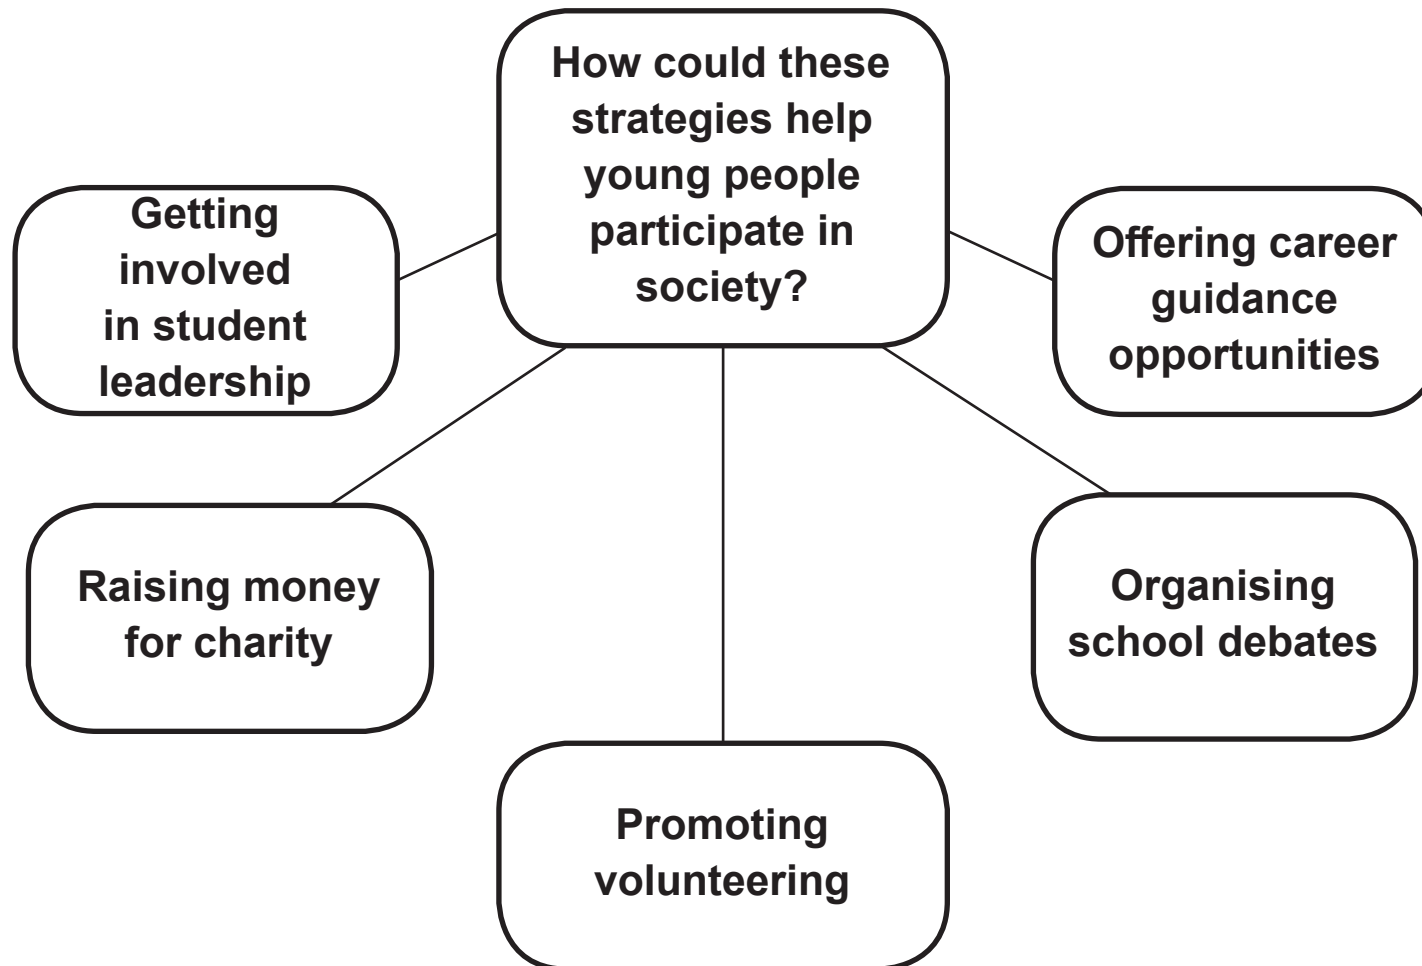 How could these
strategies help
young people
participate in
society?
Getting
involved
in student
leadership
Offering career
guidance
opportunities
Raising money
for charity
Organising
school debates
Promoting
volunteering